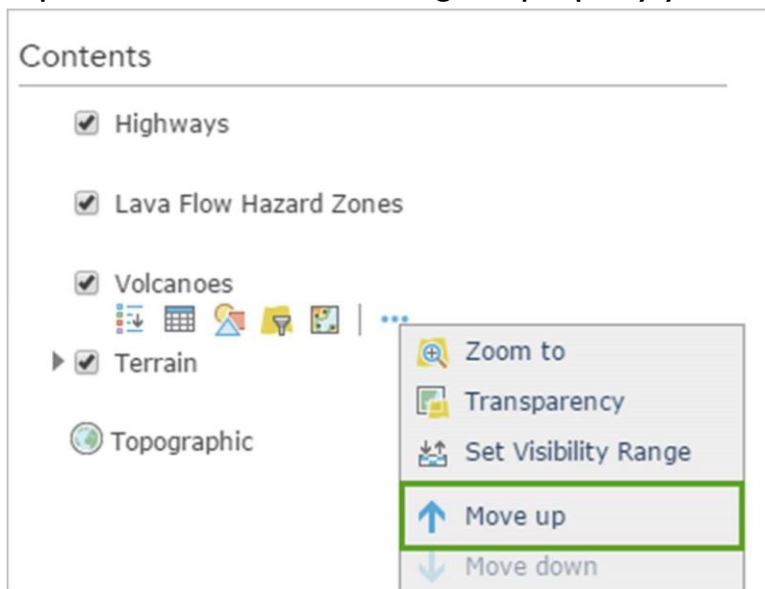 Contents
Highways
Lava Flow Hazard Zones
Volcanoes
Terrain
Topographic
Zoom to
Transparency
Set Visibility Range
Move up
Move down